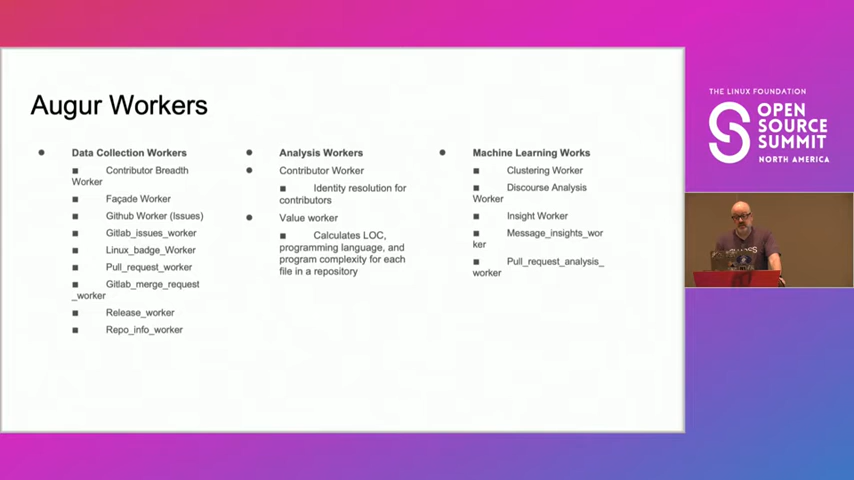 Augur Workers
Data Collection Workers
Contributor Breadth
Worker
Façade Worker
Github Worker (Issues)
Gitlab_issues_worker
Linux_badge_Worker
Pull_request_worker
Gitlab_merge_request
_worker
Release_worker
Repo_info_worker
Analysis Workers
Contributor Worker
Identity resolution for
contributors
Value worker
Calculates LOC,
programming language, and
program complexity for each
file in a repository
Machine Learning Works
Clustering Worker
Discourse Analysis
Worker
Insight Worker
Message_insights_wor
ker
Pull_request_analysis_
worker
THE LINUX FOUNDATION
OPEN
SOURCE
SUMMIT
NORTH AMERICA